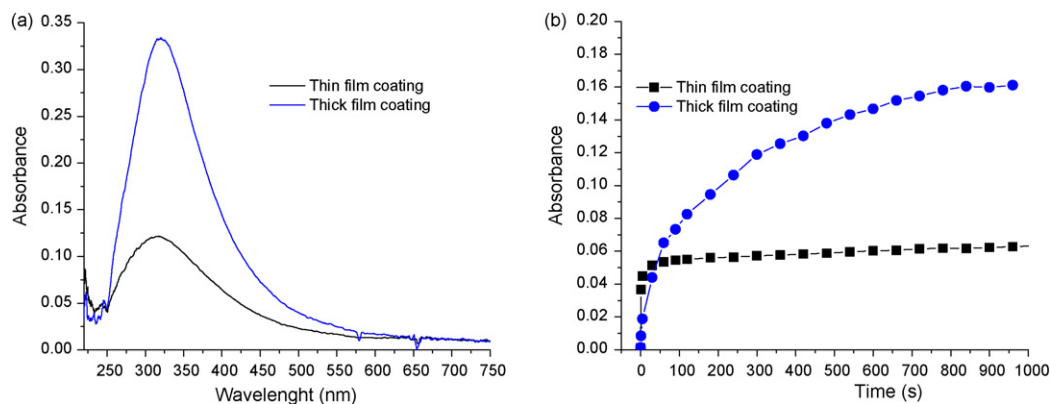 (a)
0.35
0.30
0.25
0.20
0.15
0.10
0.05
0.00
Absorbance
Thin film coating
Thick film coating
250 300 350 400 450 500 550 600 650 700 750
Wavelenght (nm)
(b)
0.20
0.18
0.16
0.14
0.12
0.10
0.08
0.06
0.04
0.02
0.00
Absorbance
Thin film coating
Thick film coating
0 100 200 300 400 500 600 700 800 900 1000
Time (s)